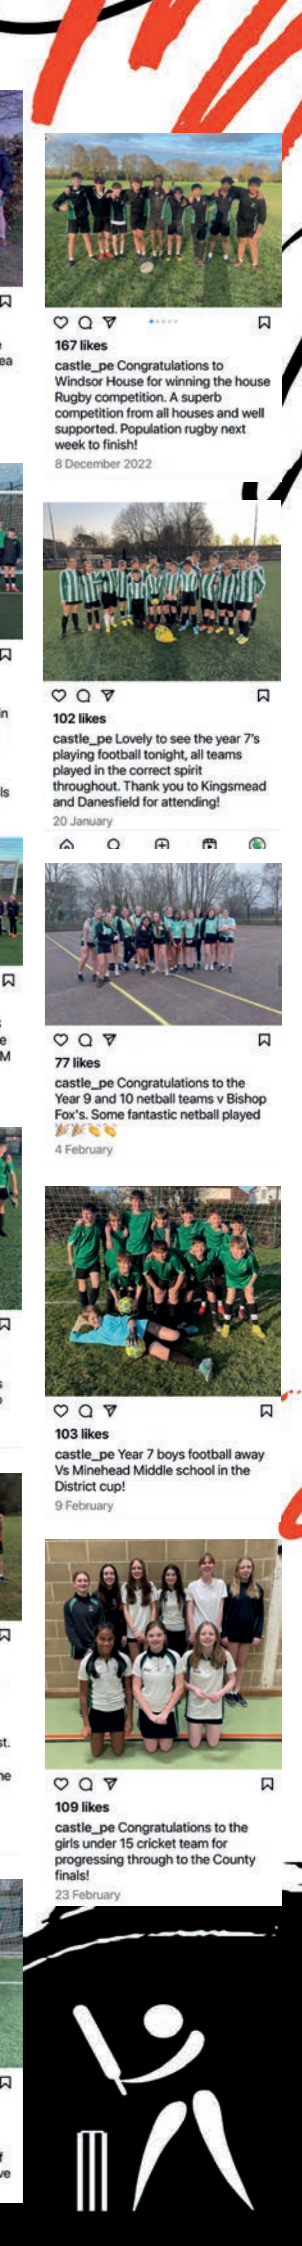 ea
in
ls
e
M
s
st.
ne
f
ve
167 likes
castle_pe Congratulations to
Windsor House for winning the house
Rugby competition. A superb
competition from all houses and well
supported. Population rugby next
week to finish!
8 December 2022
102 likes
castle_pe Lovely to see the year 7's
playing football tonight, all teams
played in the correct spirit
throughout. Thank you to Kingsmead
and Danesfield for attending!
20 January
77 likes
castle_pe Congratulations to the
Year 9 and 10 netball teams v Bishop
Fox's. Some fantastic netball played
🎉🎉👏👏
4 February
103 likes
castle_pe Year 7 boys football away
Vs Minehead Middle school in the
District cup!
9 February
109 likes
castle_pe Congratulations to the
girls under 15 cricket team for
progressing through to the County
finals!
23 February